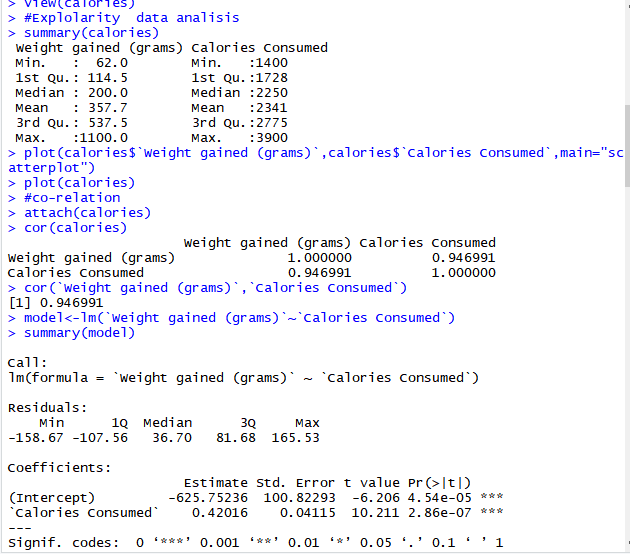 > View(calories)
> #Explolarity  data analisis
> summary(calories)
 Weight gained (grams) Calories Consumed
 Min.   :  62.0        Min.   :1400
 1st Qu.: 114.5        1st Qu.:1728
 Median : 200.0        Median :2250
 Mean   : 357.7        Mean   :2341
 3rd Qu.: 537.5        3rd Qu.:2775
 Max.   :1100.0        Max.   :3900
> plot(calories$`Weight gained (grams)`,calories$`Calories Consumed`,main="sc
atterplot")
> plot(calories)
> #co-relation
> attach(calories)
> cor(calories)
                      Weight gained (grams) Calories Consumed
Weight gained (grams)              1.000000          0.946991
Calories Consumed                  0.946991          1.000000
> cor(`Weight gained (grams)`,`Calories Consumed`)
[1] 0.946991
> model<-lm(`Weight gained (grams)`~`Calories Consumed`)
> summary(model)

Call:
lm(formula = `Weight gained (grams)` ~ `Calories Consumed`)

Residuals:
    Min      1Q  Median      3Q     Max
-158.67 -107.56   36.70   81.68  165.53

Coefficients:
                      Estimate Std. Error t value Pr(>|t|)
(Intercept)         -625.75236  100.82293  -6.206 4.54e-05 ***
`Calories Consumed`    0.42016    0.04115  10.211 2.86e-07 ***
---
Signif. codes:  0 ‘***’ 0.001 ‘**’ 0.01 ‘*’ 0.05 ‘.’ 0.1 ‘ ’ 1